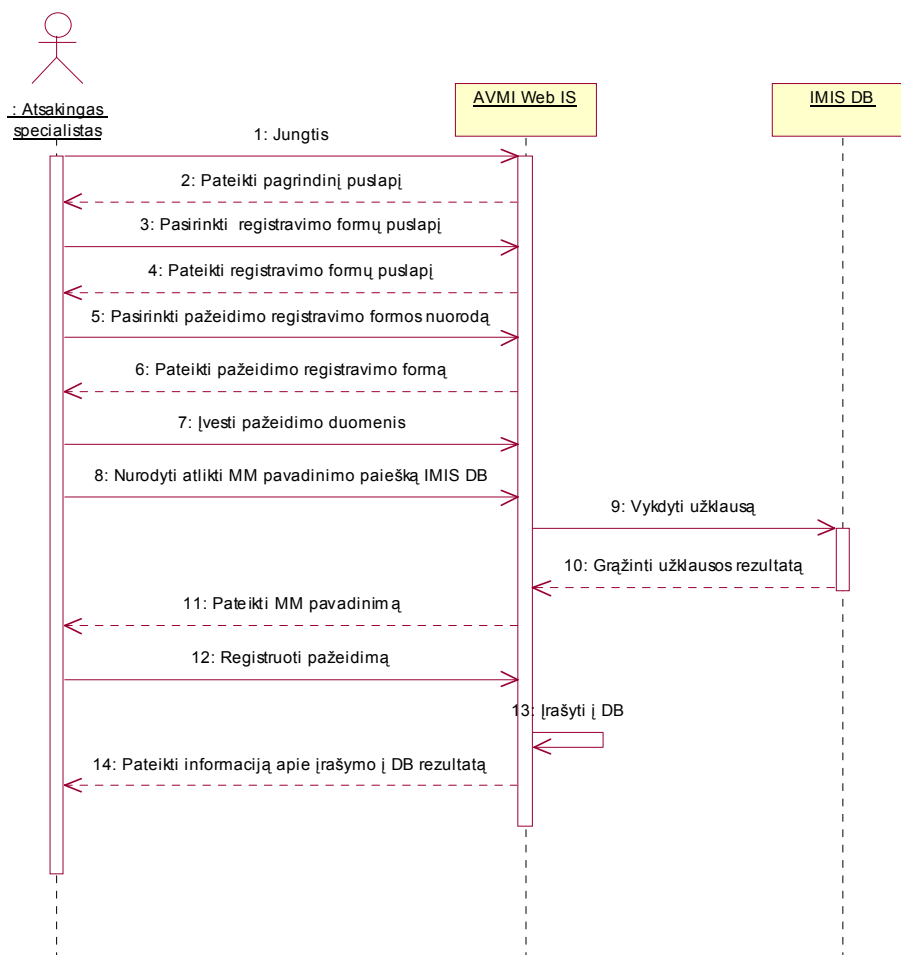 : Atsakingas
specialistas
AVMI Web IS
IMIS DB
1: Jungtis
2: Pateikti pagrindinį puslapį
3: Pasirinkti registravimo formų puslapį
4: Pateikti registravimo formų puslapį
5: Pasirinkti pažeidimo registravimo formos nuorodą
6: Pateikti pažeidimo registravimo formą
7: Įvesti pažeidimo duomenis
8: Nurodyti atlikti MM pavadinimo paiešką IMIS DB
9: Vykdyti užklausą
10: Grąžinti užklausos rezultatą
11: Pateikti MM pavadinimą
12: Registruoti pažeidimą
13: Įrašyti į DB
14: Pateikti informaciją apie įrašymo į DB rezultatą